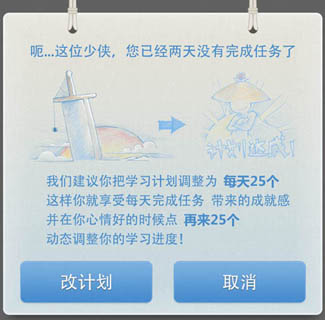 呃...这位少侠，您已经两天没有完成任务了
计划达成！
我们建议你把学习计划调整为 每天25个
这样你就享受每天完成任务 带来的成就感
并在你心情好的时候点 再来25个
动态调整你的学习进度！
改计划 取消